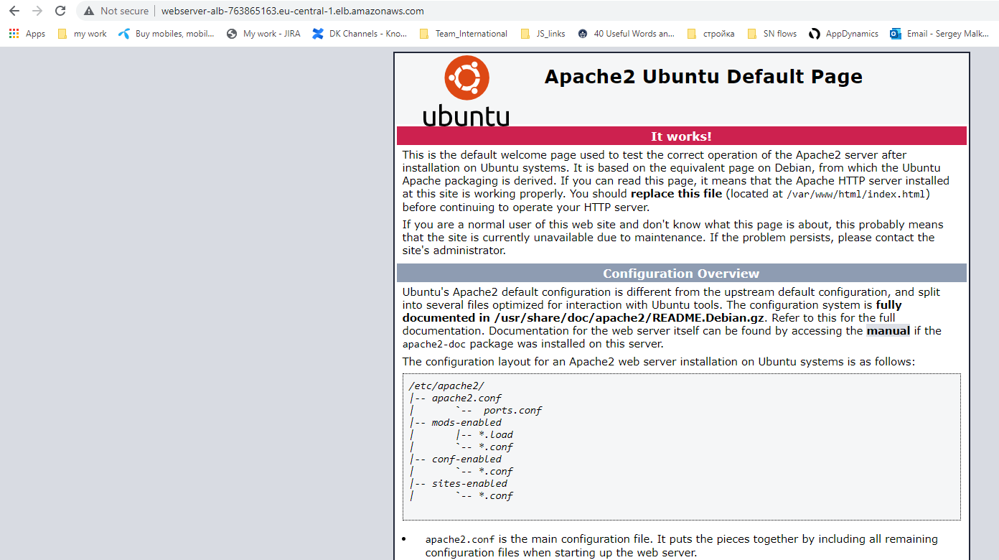 Not secure | webserver-alb-763865163.eu-central-1.elb.amazonaws.com
Apps my work Buy mobiles, mobil... My work - JIRA DK Channels - Kno... Team_International JS_links 40 Useful Words an... стройка SN flows AppDynamics Email - Sergey Malk...
Apache2 Ubuntu Default Page
ubuntu
It works!
This is the default welcome page used to test the correct operation of the Apache2 server after
installation on Ubuntu systems. It is based on the equivalent page on Debian, from which the Ubuntu
Apache packaging is derived. If you can read this page, it means that the Apache HTTP server installed
at this site is working properly. You should replace this file (located at /var/www/html/index.html)
before continuing to operate your HTTP server.
If you are a normal user of this web site and don't know what this page is about, this probably means
that the site is currently unavailable due to maintenance. If the problem persists, please contact the
site's administrator.
Configuration Overview
Ubuntu's Apache2 default configuration is different from the upstream default configuration, and split
into several files optimized for interaction with Ubuntu tools. The configuration system is fully
documented in /usr/share/doc/apache2/README.Debian.gz. Refer to this for the full
documentation. Documentation for the web server itself can be found by accessing the manual if the
apache2-doc package was installed on this server.
The configuration layout for an Apache2 web server installation on Ubuntu systems is as follows:
/etc/apache2/
|-- apache2.conf
|       `--  ports.conf
|-- mods-enabled
|       |-- *.load
|       `-- *.conf
|-- conf-enabled
|       `-- *.conf
|-- sites-enabled
|       `-- *.conf
• apache2.conf is the main configuration file. It puts the pieces together by including all remaining
configuration files when starting up the web server.